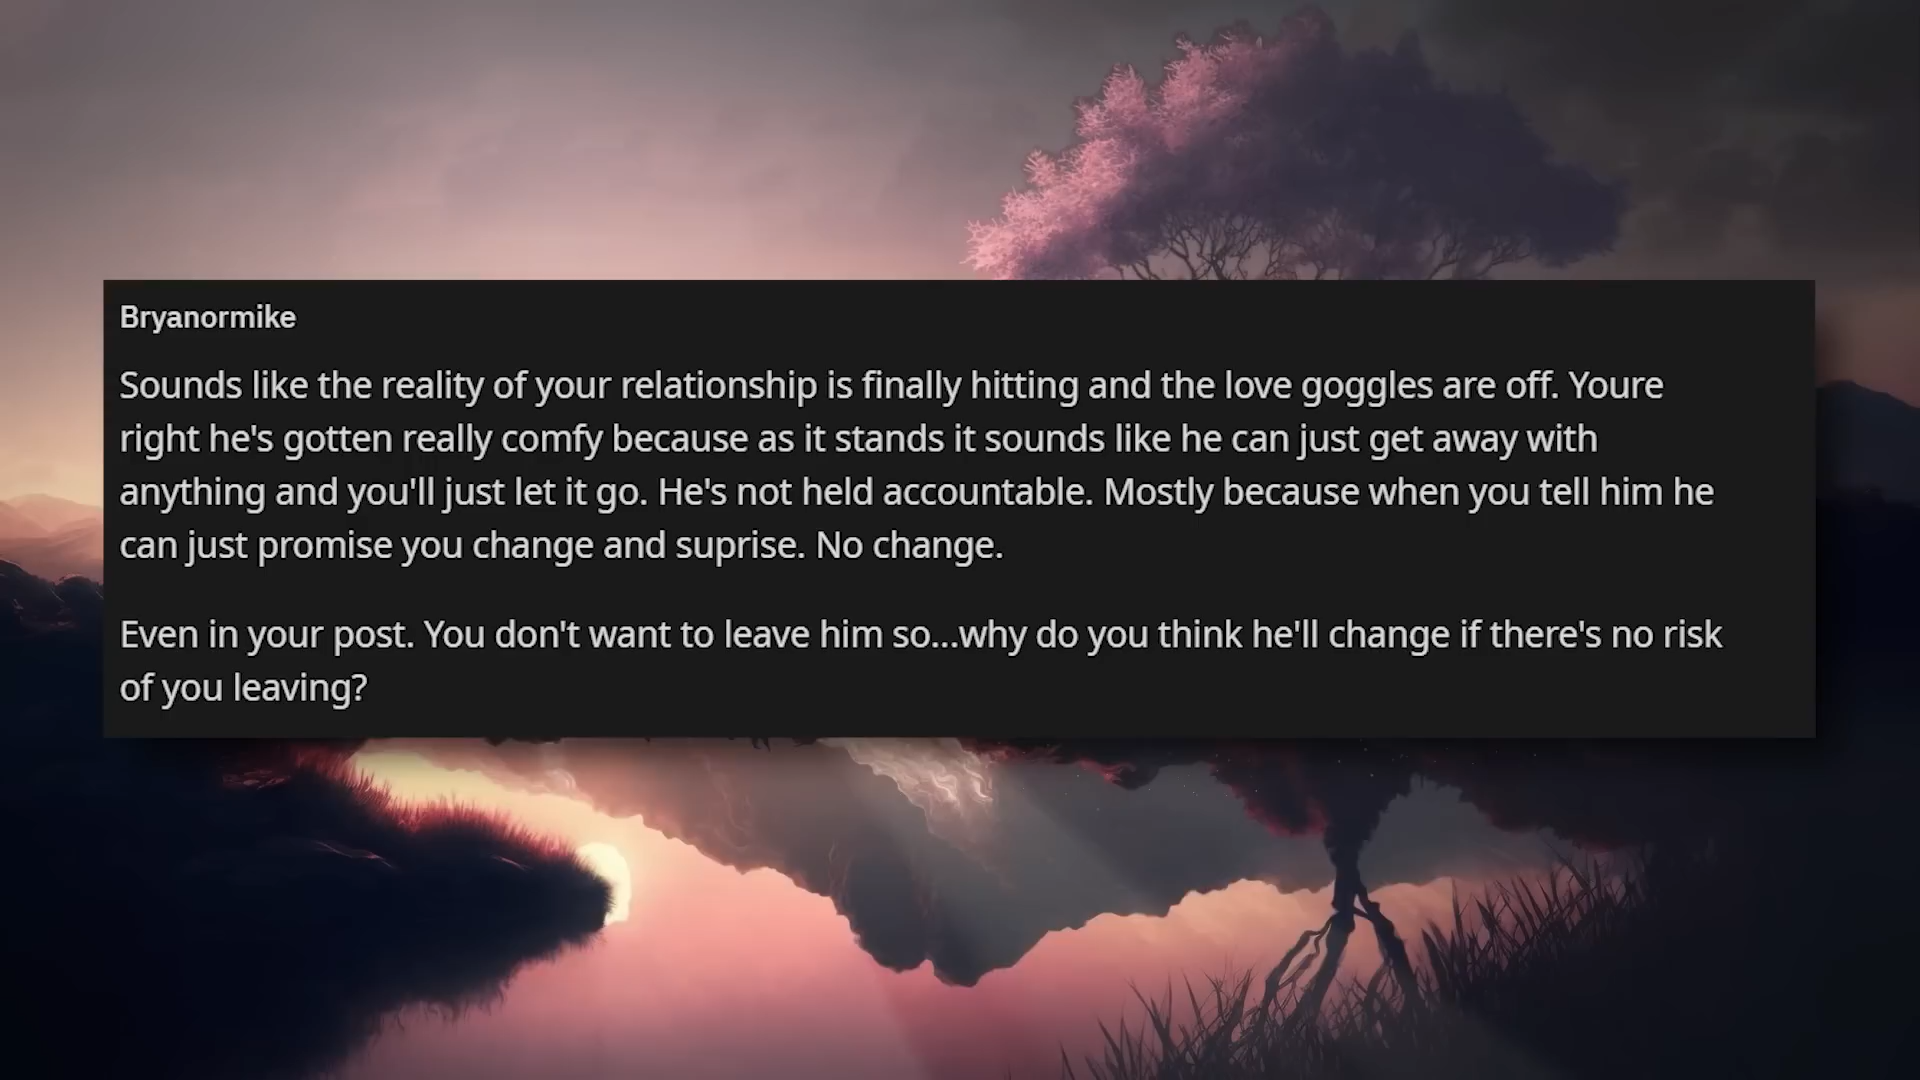 Bryanormike
Sounds like the reality of your relationship is finally hitting and the love goggles are off. Youre
right he's gotten really comfy because as it stands it sounds like he can just get away with
anything and you'll just let it go. He's not held accountable. Mostly because when you tell him he
can just promise you change and suprise. No change.
Even in your post. You don't want to leave him so...why do you think he'll change if there's no risk
of you leaving?